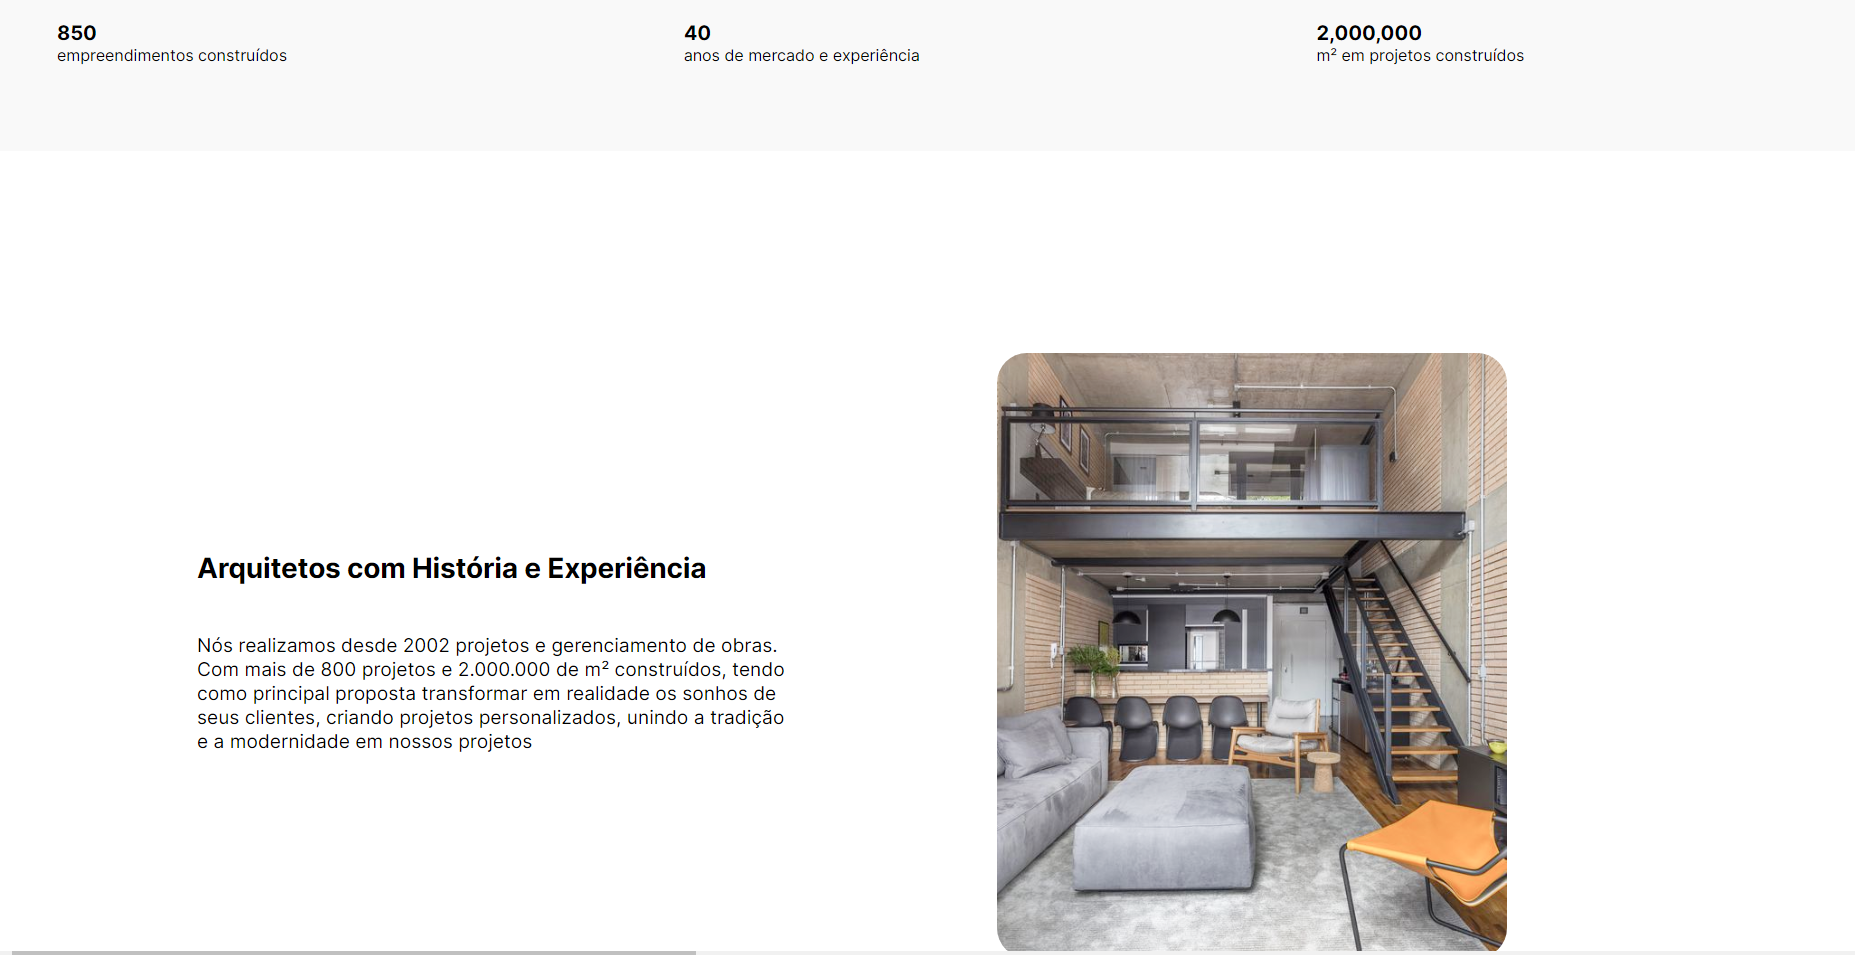 850
empreendimentos construídos
40
anos de mercado e experiência
2,000,000
m² em projetos construídos
Arquitetos com História e Experiência
Nós realizamos desde 2002 projetos e gerenciamento de obras.
Com mais de 800 projetos e 2.000.000 de m² construídos, tendo
como principal proposta transformar em realidade os sonhos de
seus clientes, criando projetos personalizados, unindo a tradição
e a modernidade em nossos projetos